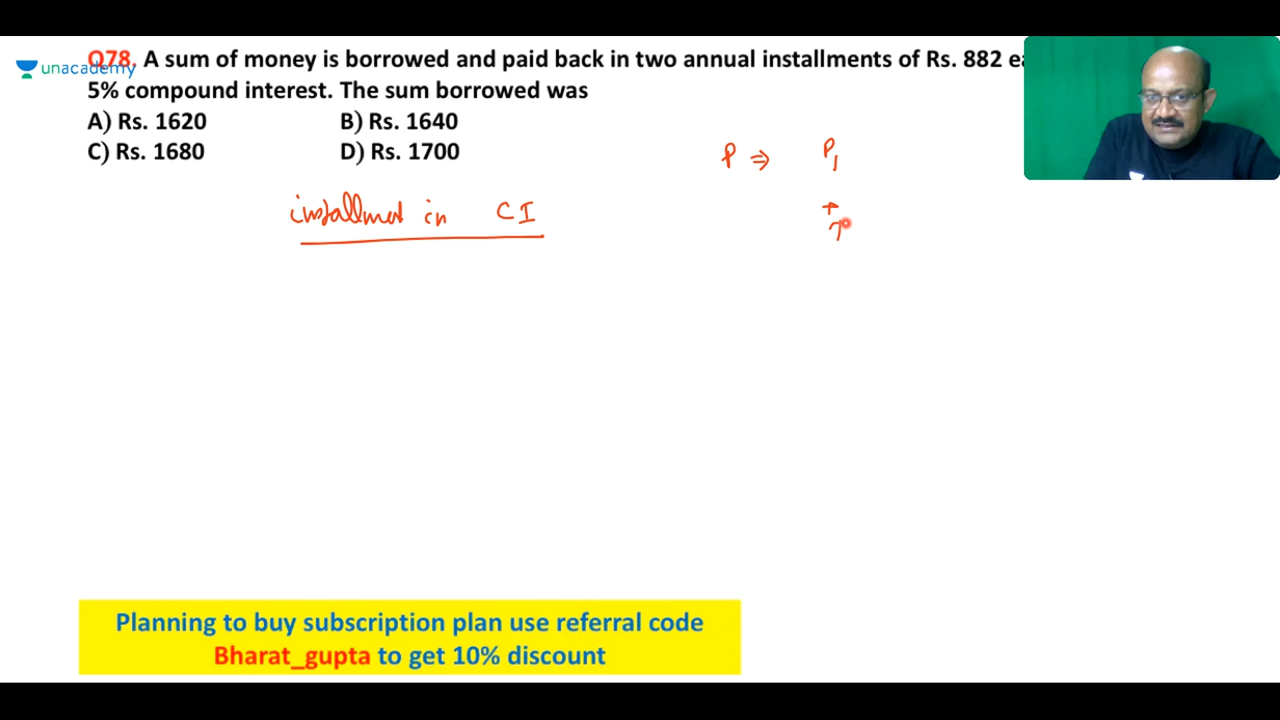 Q78. A sum of money is borrowed and paid back in two annual installments of Rs. 882
unacademy
5% compound interest. The sum borrowed was
A) Rs. 1620 B) Rs. 1640
C) Rs. 1680 D) Rs. 1700
P ⇒ P1
installmet in CI
+
Planning to buy subscription plan use referral code
Bharat_gupta to get 10% discount